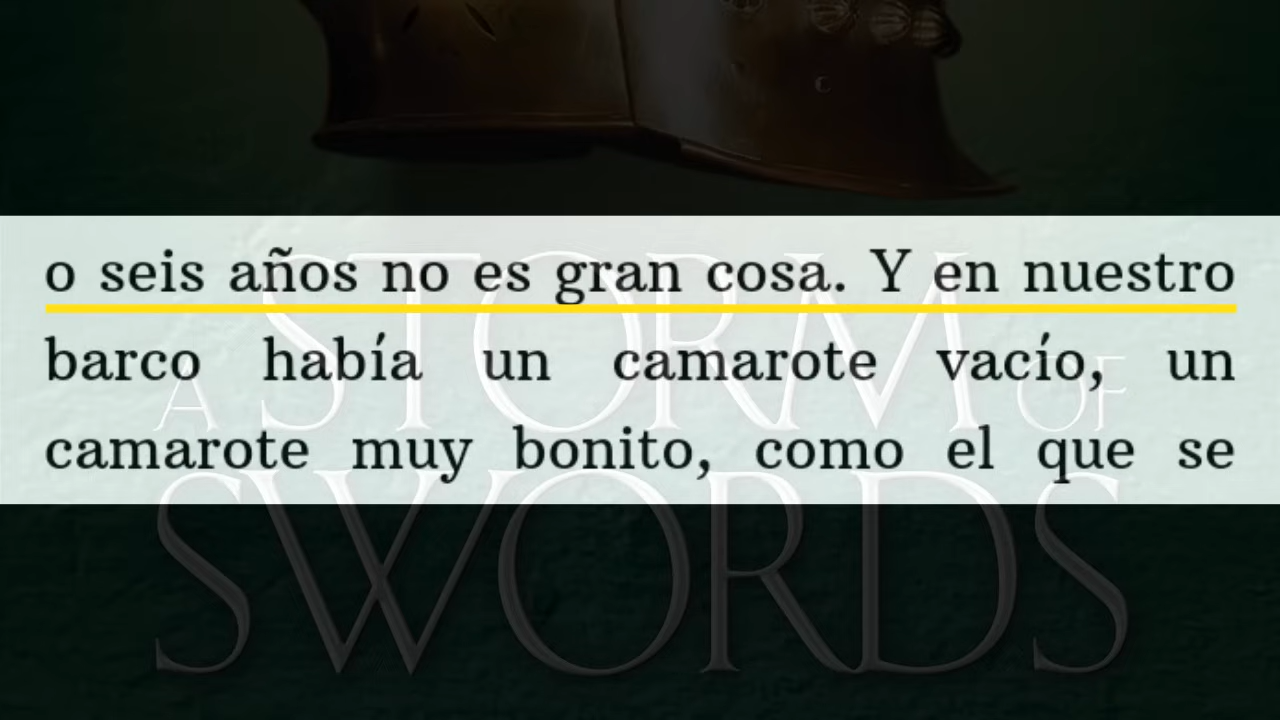 o seis años no es gran cosa. Y en nuestro
barco había un camarote vacío, un
camarote muy bonito, como el que se
A STORM OF
SWORDS